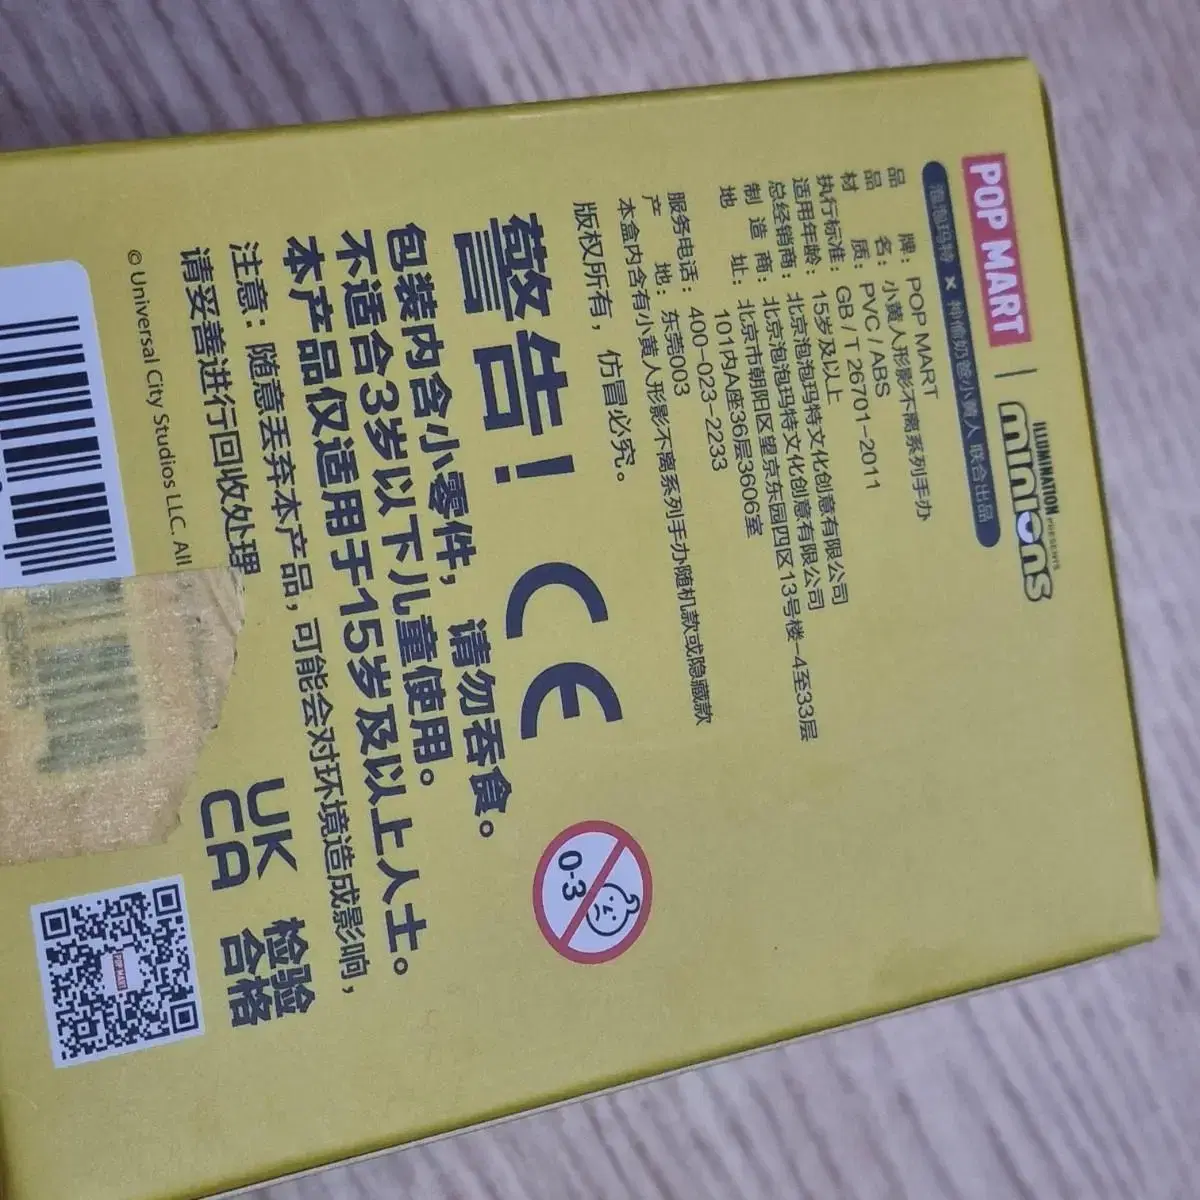 POP MART
ILLUMINATION PRESENTS
minions
泡泡玛特 × 神偷奶爸小黄人 联合出品
品 牌: POP MART
品 名: 小黄人形影不离系列手办
材 质: PVC / ABS
执行标准: GB / T 26701-2011
适用年龄: 15岁及以上
总经销商: 北京泡泡玛特文化创意有限公司
制 造 商: 北京泡泡玛特文化创意有限公司
地 址: 北京市朝阳区望京东园四区13号楼-4至33层
101内A座36层3606室
服务电话: 400-023-2233
产 地: 东莞003
本盒内含有小黄人形影不离系列手办随机款或隐藏款
版权所有，仿冒必究。
警告！
CE
0-3
包装内含小零件，请勿吞食。
不适合3岁以下儿童使用。
本产品仅适用于15岁及以上人士。
注意：随意丢弃本产品，可能会对环境造成影响，
请妥善进行回收处理
UK
CA
检验
合格
© Universal City Studios LLC. All
POP MART